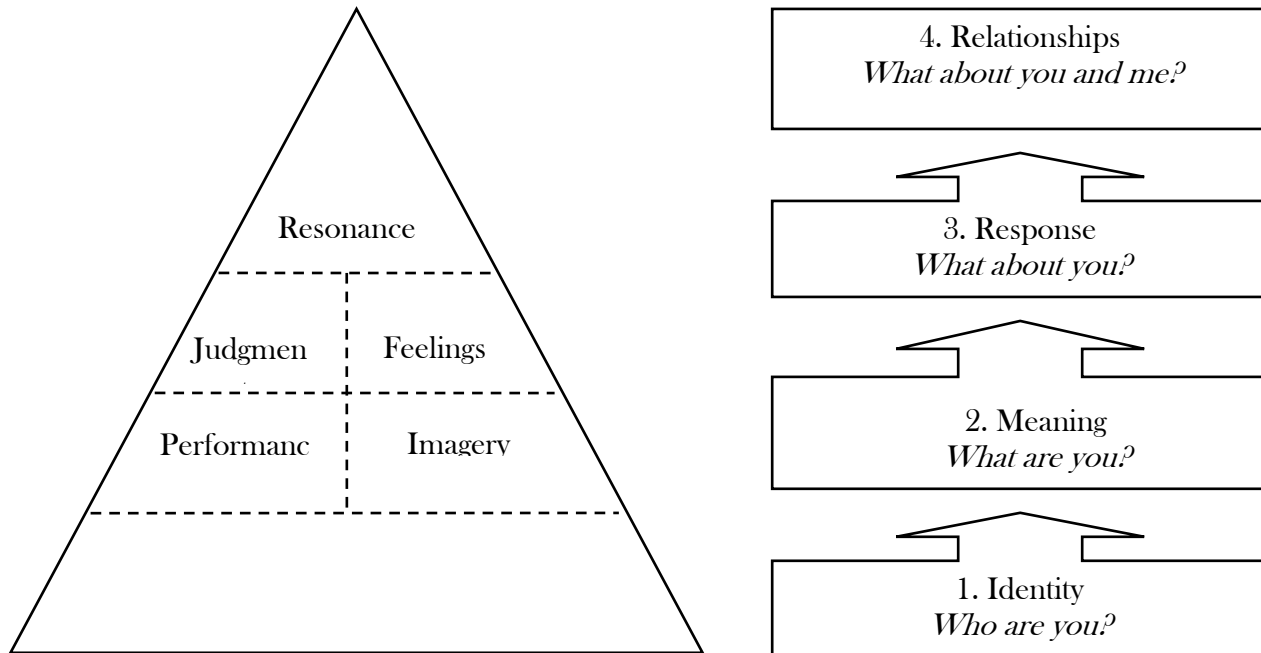 Resonance
Judgmen
Feelings
Performanc
Imagery
4. Relationships
What about you and me?
3. Response
What about you?
2. Meaning
What are you?
1. Identity
Who are you?